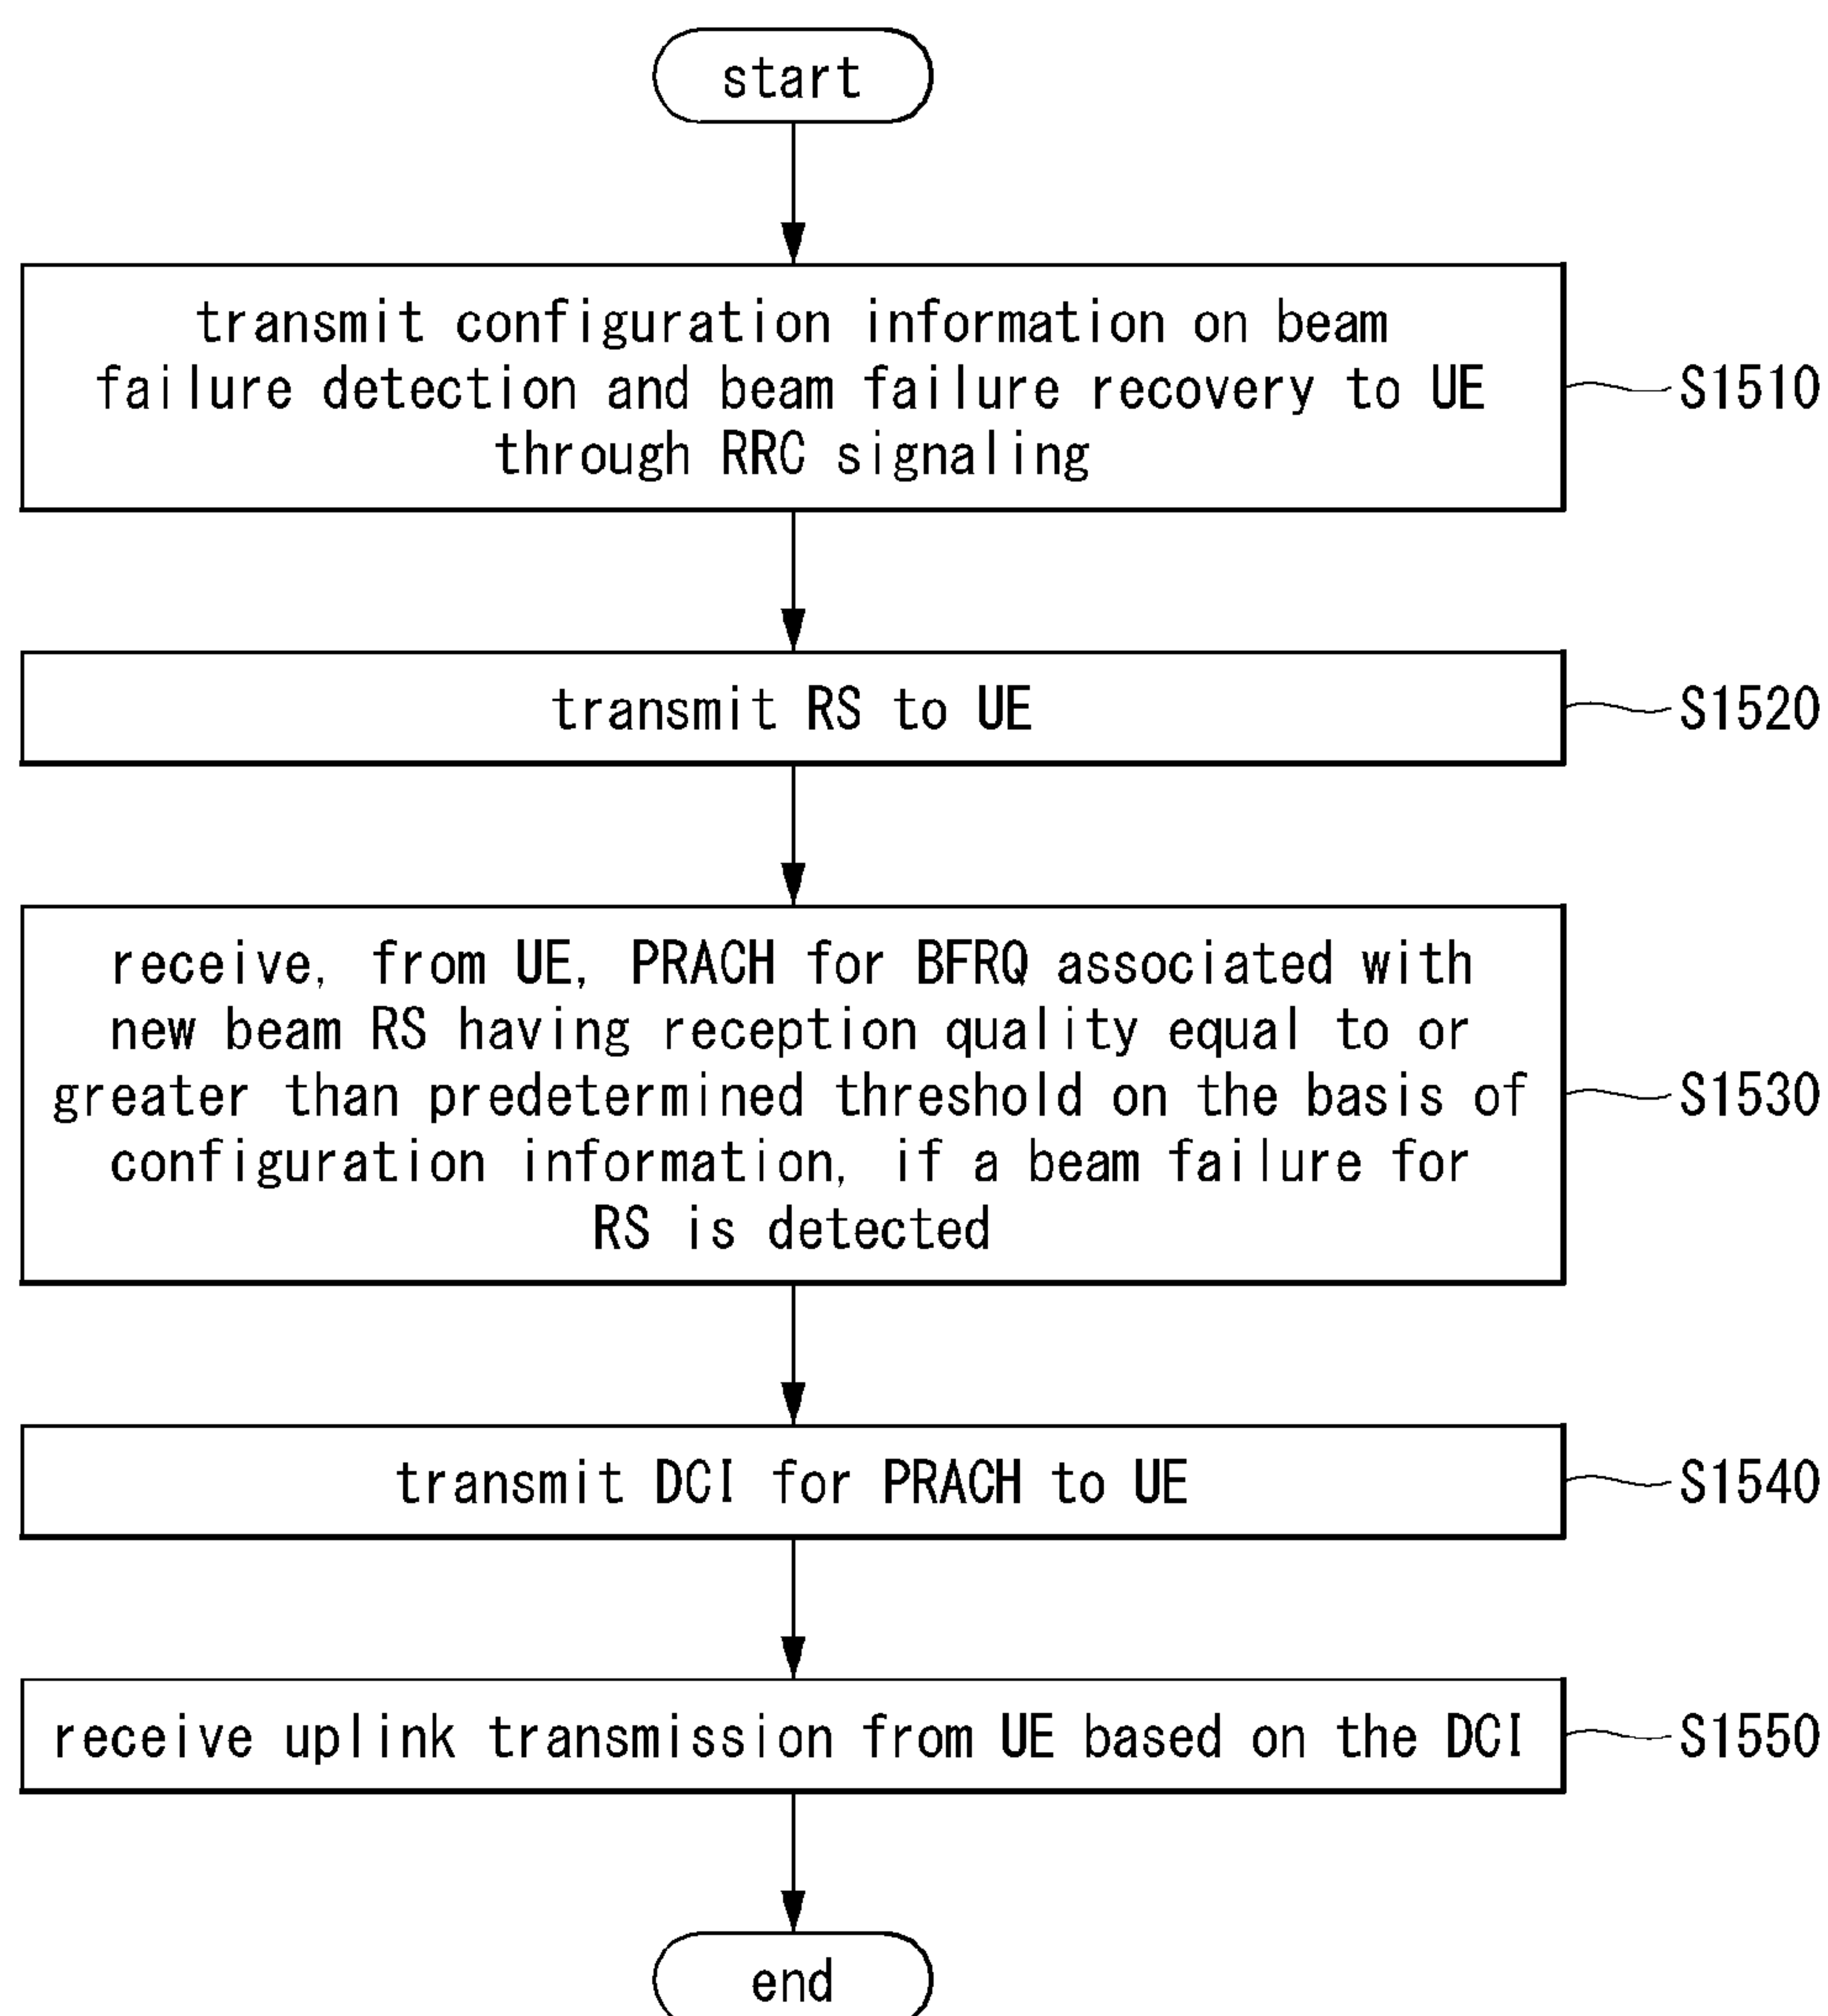 start
transmit configuration information on beam
failure detection and beam failure recovery to UE
through RRC signaling
S1510
transmit RS to UE
S1520
receive, from UE, PRACH for BFRQ associated with
new beam RS having reception quality equal to or
greater than predetermined threshold on the basis of
configuration information, if a beam failure for
RS is detected
S1530
transmit DCI for PRACH to UE
S1540
receive uplink transmission from UE based on the DCI
S1550
end